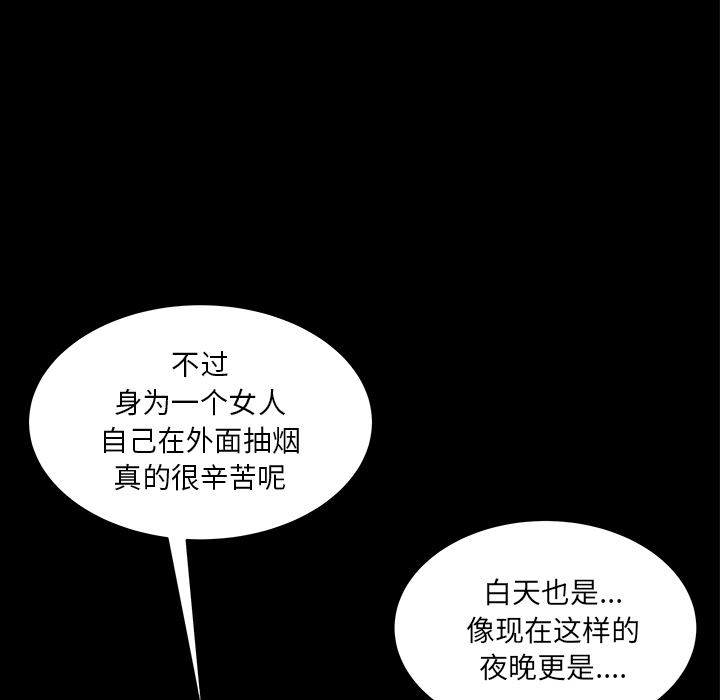 不过
身为一个女人
自己在外面抽烟
真的很辛苦呢
白天也是...
像现在这样的
夜晚更是....